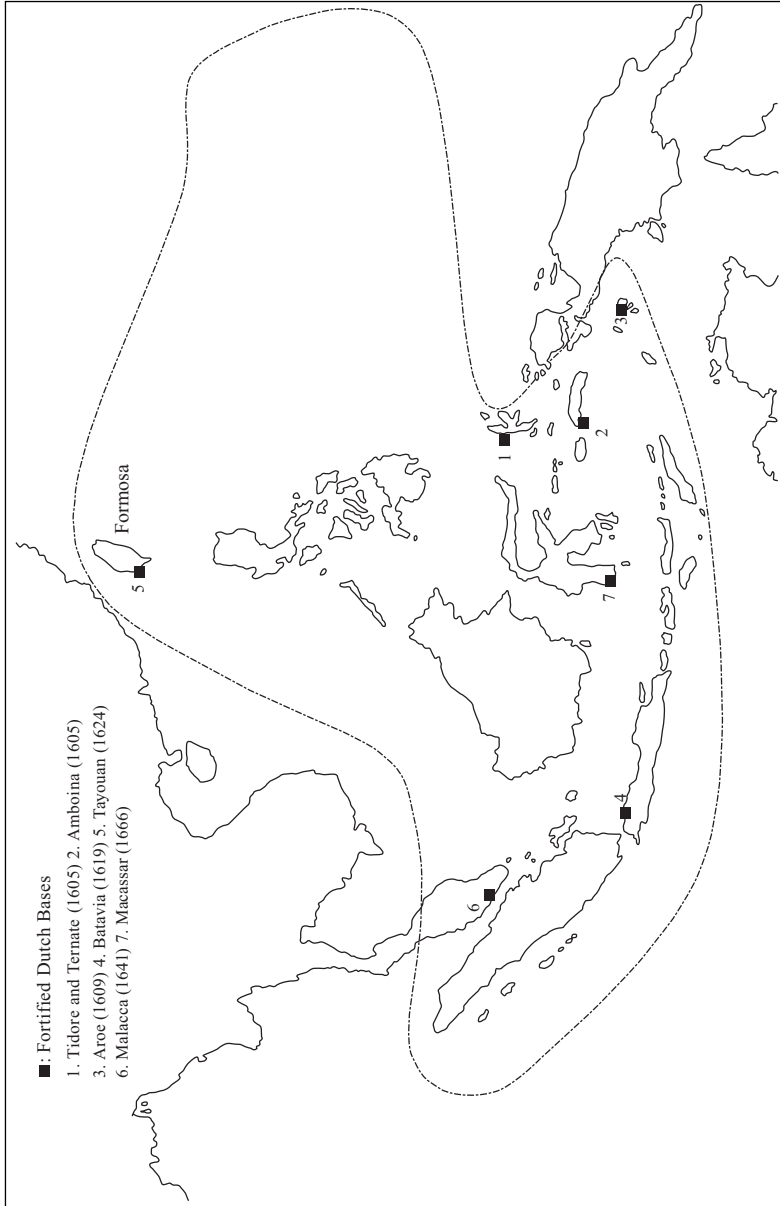 ■: Fortified Dutch Bases
1. Tidore and Ternate (1605) 2. Amboina (1605)
3. Aroe (1609) 4. Batavia (1619) 5. Tayouan (1624)
6. Malacca (1641) 7. Macassar (1666)
5
Formosa
6
4
7
1
2
3